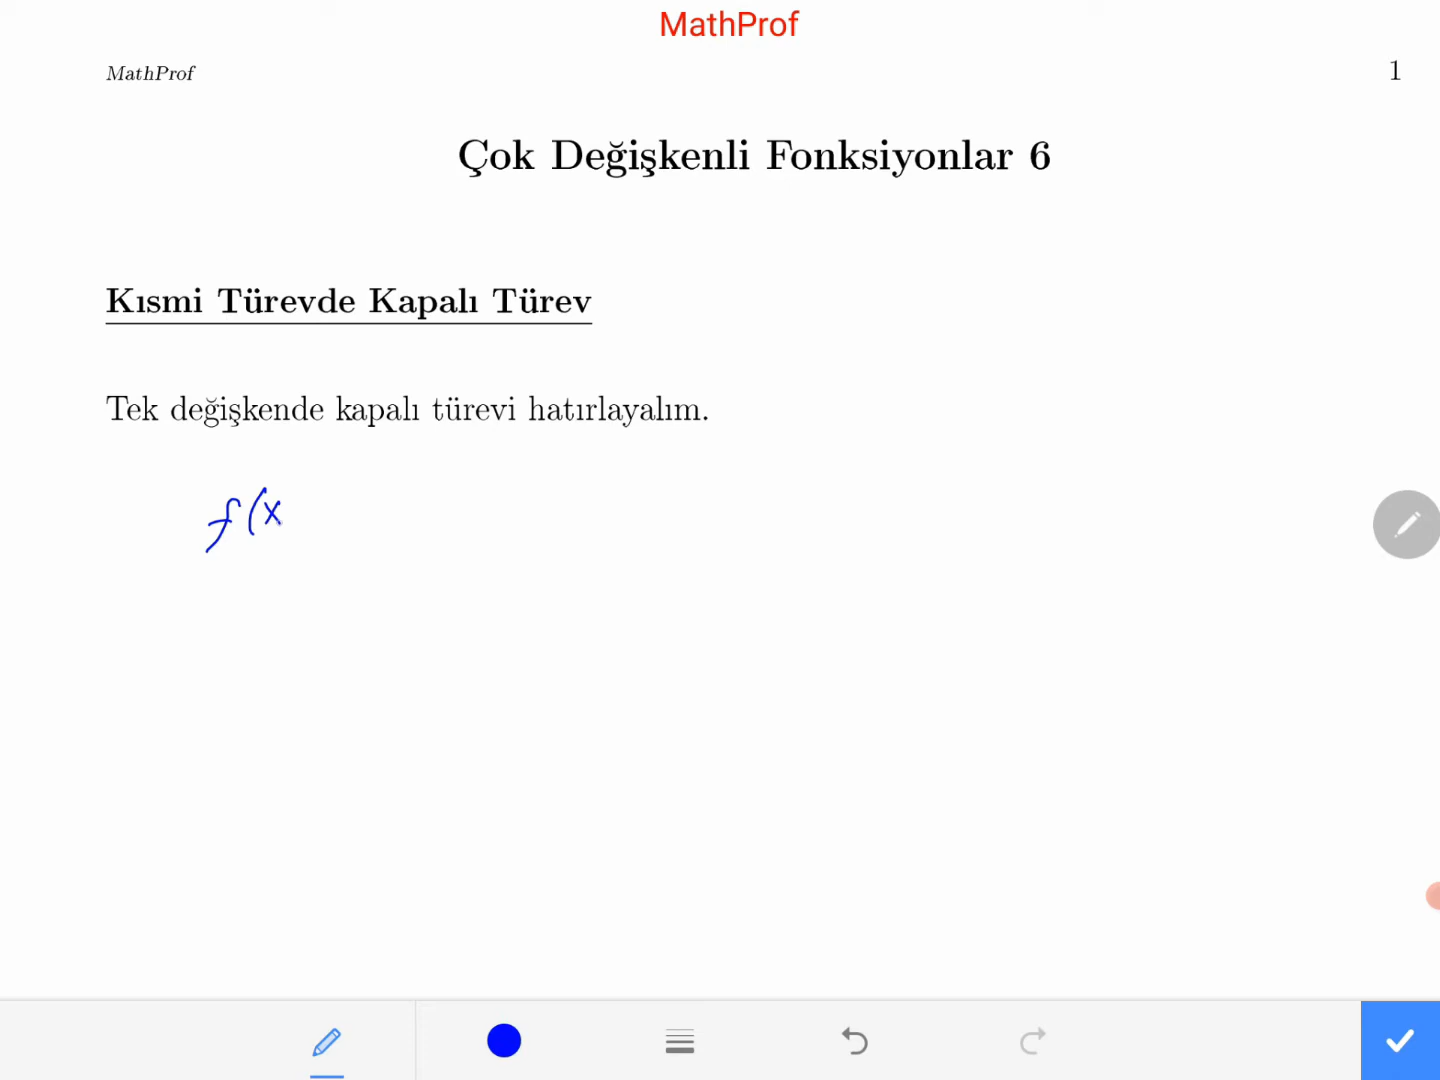 MathProf
MathProf 1
Çok Değişkenli Fonksiyonlar 6
Kısmi Türevde Kapalı Türev
Tek değişkende kapalı türevi hatırlayalım.
f(x